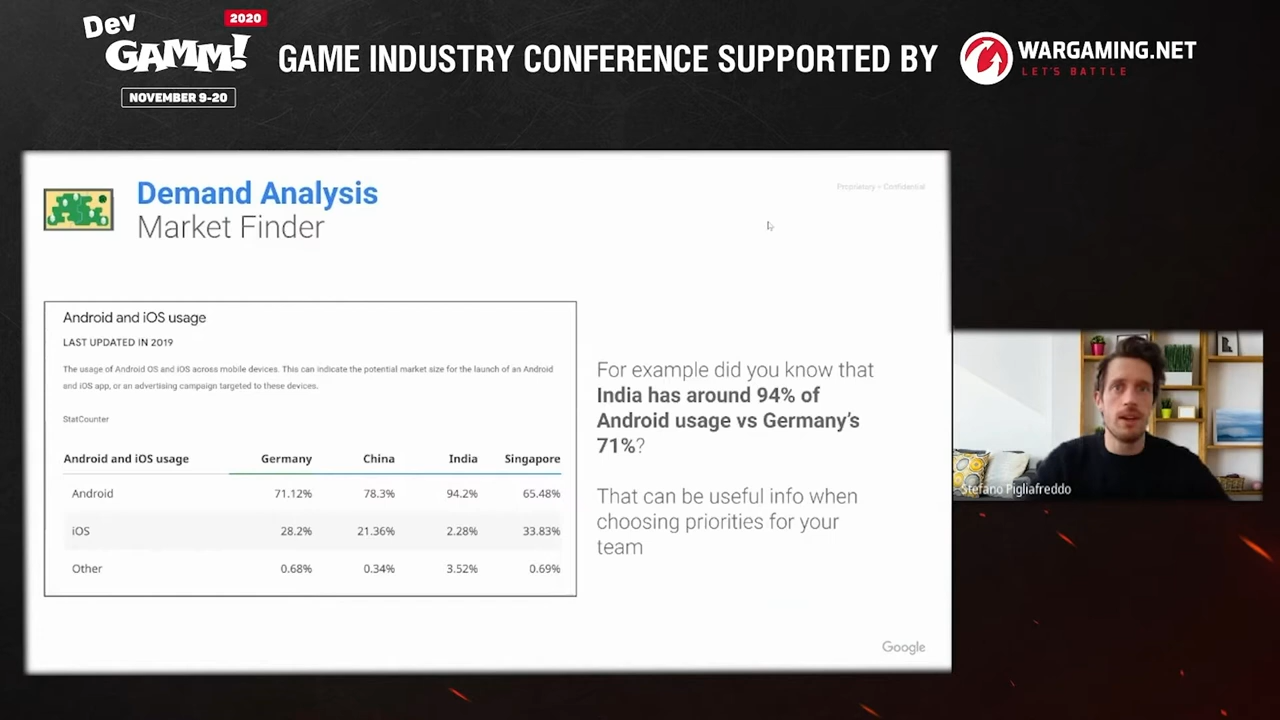 Dev
GAMM!
2020
NOVEMBER 9-20
GAME INDUSTRY CONFERENCE SUPPORTED BY
WARGAMING.NET
LET'S BATTLE
Demand Analysis
Market Finder
Proprietary + Confidential
Android and iOS usage
LAST UPDATED IN 2019
The usage of Android OS and iOS across mobile devices. This can indicate the potential market size for the launch of an Android
and iOS app, or an advertising campaign targeted to these devices.
StatCounter
Android and iOS usage Germany China India Singapore
Android 71.12% 78.3% 94.2% 65.48%
iOS 28.2% 21.36% 2.28% 33.83%
Other 0.68% 0.34% 3.52% 0.69%
For example did you know that
India has around 94% of
Android usage vs Germany's
71%?
That can be useful info when
choosing priorities for your
team
Google
Stefano Pigliafreddo